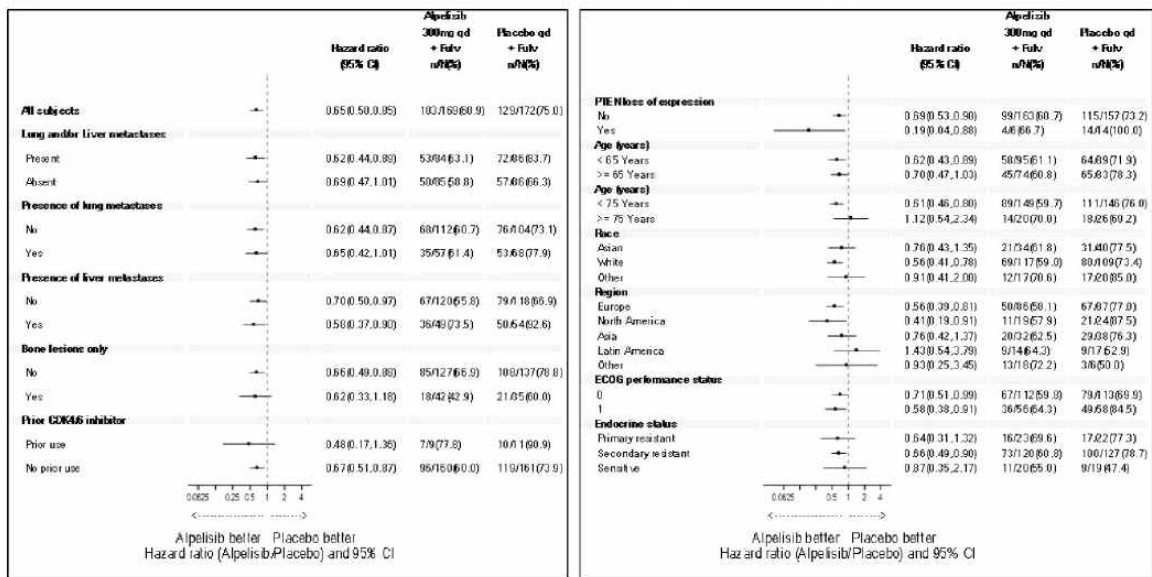 Alpelisib
300mg qd
Placebo qd
Hazard ratio
+ Fulv
+ Fulv
(95% CI)
n/N(%)
n/N(%)
All subjects 0.65(0.50,0.85) 103/169(60.9) 129/172(75.0)
Lung and/or Liver metastases
Present 0.62(0.44,0.89) 53/84(63.1) 72/86(83.7)
Absent 0.69(0.47,1.01) 50/85(58.8) 57/86(66.3)
Presence of lung metastases
No 0.62(0.44,0.87) 68/112(60.7) 76/104(73.1)
Yes 0.65(0.42,1.01) 35/57(61.4) 53/68(77.9)
Presence of liver metastases
No 0.70(0.50,0.97) 67/120(55.8) 79/118(66.9)
Yes 0.58(0.37,0.90) 36/49(73.5) 50/54(92.6)
Bone lesions only
No 0.66(0.49,0.88) 85/127(66.9) 108/137(78.8)
Yes 0.62(0.33,1.18) 18/42(42.9) 21/35(60.0)
Prior CDK4/6 inhibitor
Prior use 0.48(0.17,1.36) 7/9(77.8) 10/11(90.9)
No prior use 0.67(0.51,0.87) 96/160(60.0) 119/161(73.9)
0.0625 0.25 0.5 1 2 4
Alpelisib better Placebo better
Hazard ratio (Alpelisib/Placebo) and 95% CI
Alpelisib
300mg qd
Placebo qd
Hazard ratio
+ Fulv
+ Fulv
(95% CI)
n/N(%)
n/N(%)
PTEN loss of expression
No 0.69(0.53,0.90) 99/163(60.7) 115/157(73.2)
Yes 0.19(0.04,0.88) 4/6(66.7) 14/14(100.0)
Age (years)
< 65 Years 0.62(0.43,0.89) 58/95(61.1) 64/89(71.9)
>= 65 Years 0.70(0.47,1.03) 45/74(60.8) 65/83(78.3)
Age (years)
< 75 Years 0.61(0.46,0.80) 89/149(59.7) 111/146(76.0)
>= 75 Years 1.12(0.54,2.34) 14/20(70.0) 18/26(69.2)
Race
Asian 0.76(0.43,1.35) 21/34(61.8) 31/40(77.5)
White 0.56(0.41,0.78) 69/117(59.0) 80/109(73.4)
Other 0.91(0.41,2.00) 12/17(70.6) 17/20(85.0)
Region
Europe 0.56(0.39,0.81) 50/86(58.1) 67/87(77.0)
North America 0.41(0.19,0.91) 11/19(57.9) 21/24(87.5)
Asia 0.76(0.42,1.37) 20/32(62.5) 29/38(76.3)
Latin America 1.43(0.54,3.79) 9/14(64.3) 9/17(52.9)
Other 0.93(0.25,3.45) 13/18(72.2) 3/6(50.0)
ECOG performance status
0 0.71(0.51,0.99) 67/112(59.8) 79/113(69.9)
1 0.58(0.38,0.91) 36/56(64.3) 49/58(84.5)
Endocrine status
Primary resistant 0.64(0.31,1.32) 16/23(69.6) 17/22(77.3)
Secondary resistant 0.66(0.49,0.90) 73/120(60.8) 100/127(78.7)
Sensitive 0.87(0.35,2.17) 11/20(55.0) 9/19(47.4)
0.0625 0.25 0.5 1 2 4
Alpelisib better Placebo better
Hazard ratio (Alpelisib/Placebo) and 95% CI